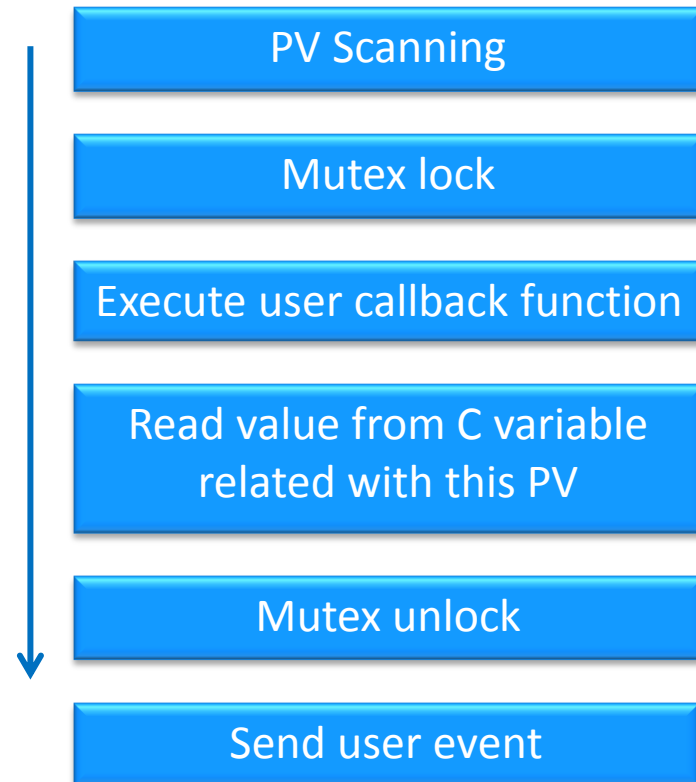 PV Scanning
Mutex lock
Execute user callback function
Read value from C variable
related with this PV
Mutex unlock
Send user event